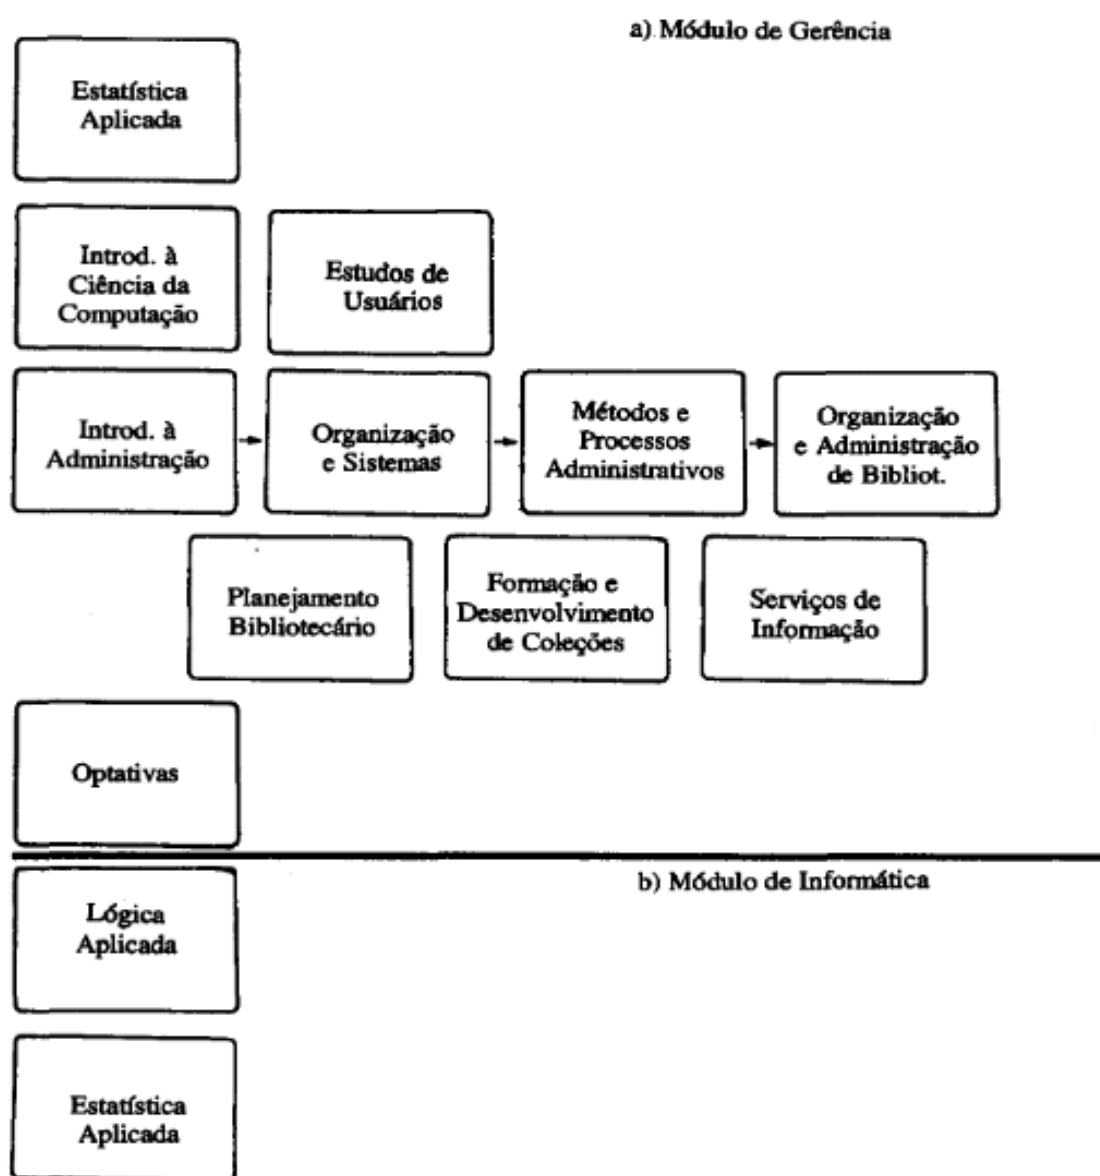 a) Módulo de Gerência
Estatística
Aplicada
Introd. à
Ciência da
Computação
Estudos de
Usuários
Introd. à
Administração
Organização
e Sistemas
Métodos e
Processos
Administrativos
Organização
e Administração
de Bibliot.
Planejamento
Bibliotecário
Formação e
Desenvolvimento
de Coleções
Serviços de
Informação
Optativas
b) Módulo de Informática
Lógica
Aplicada
Estatística
Aplicada